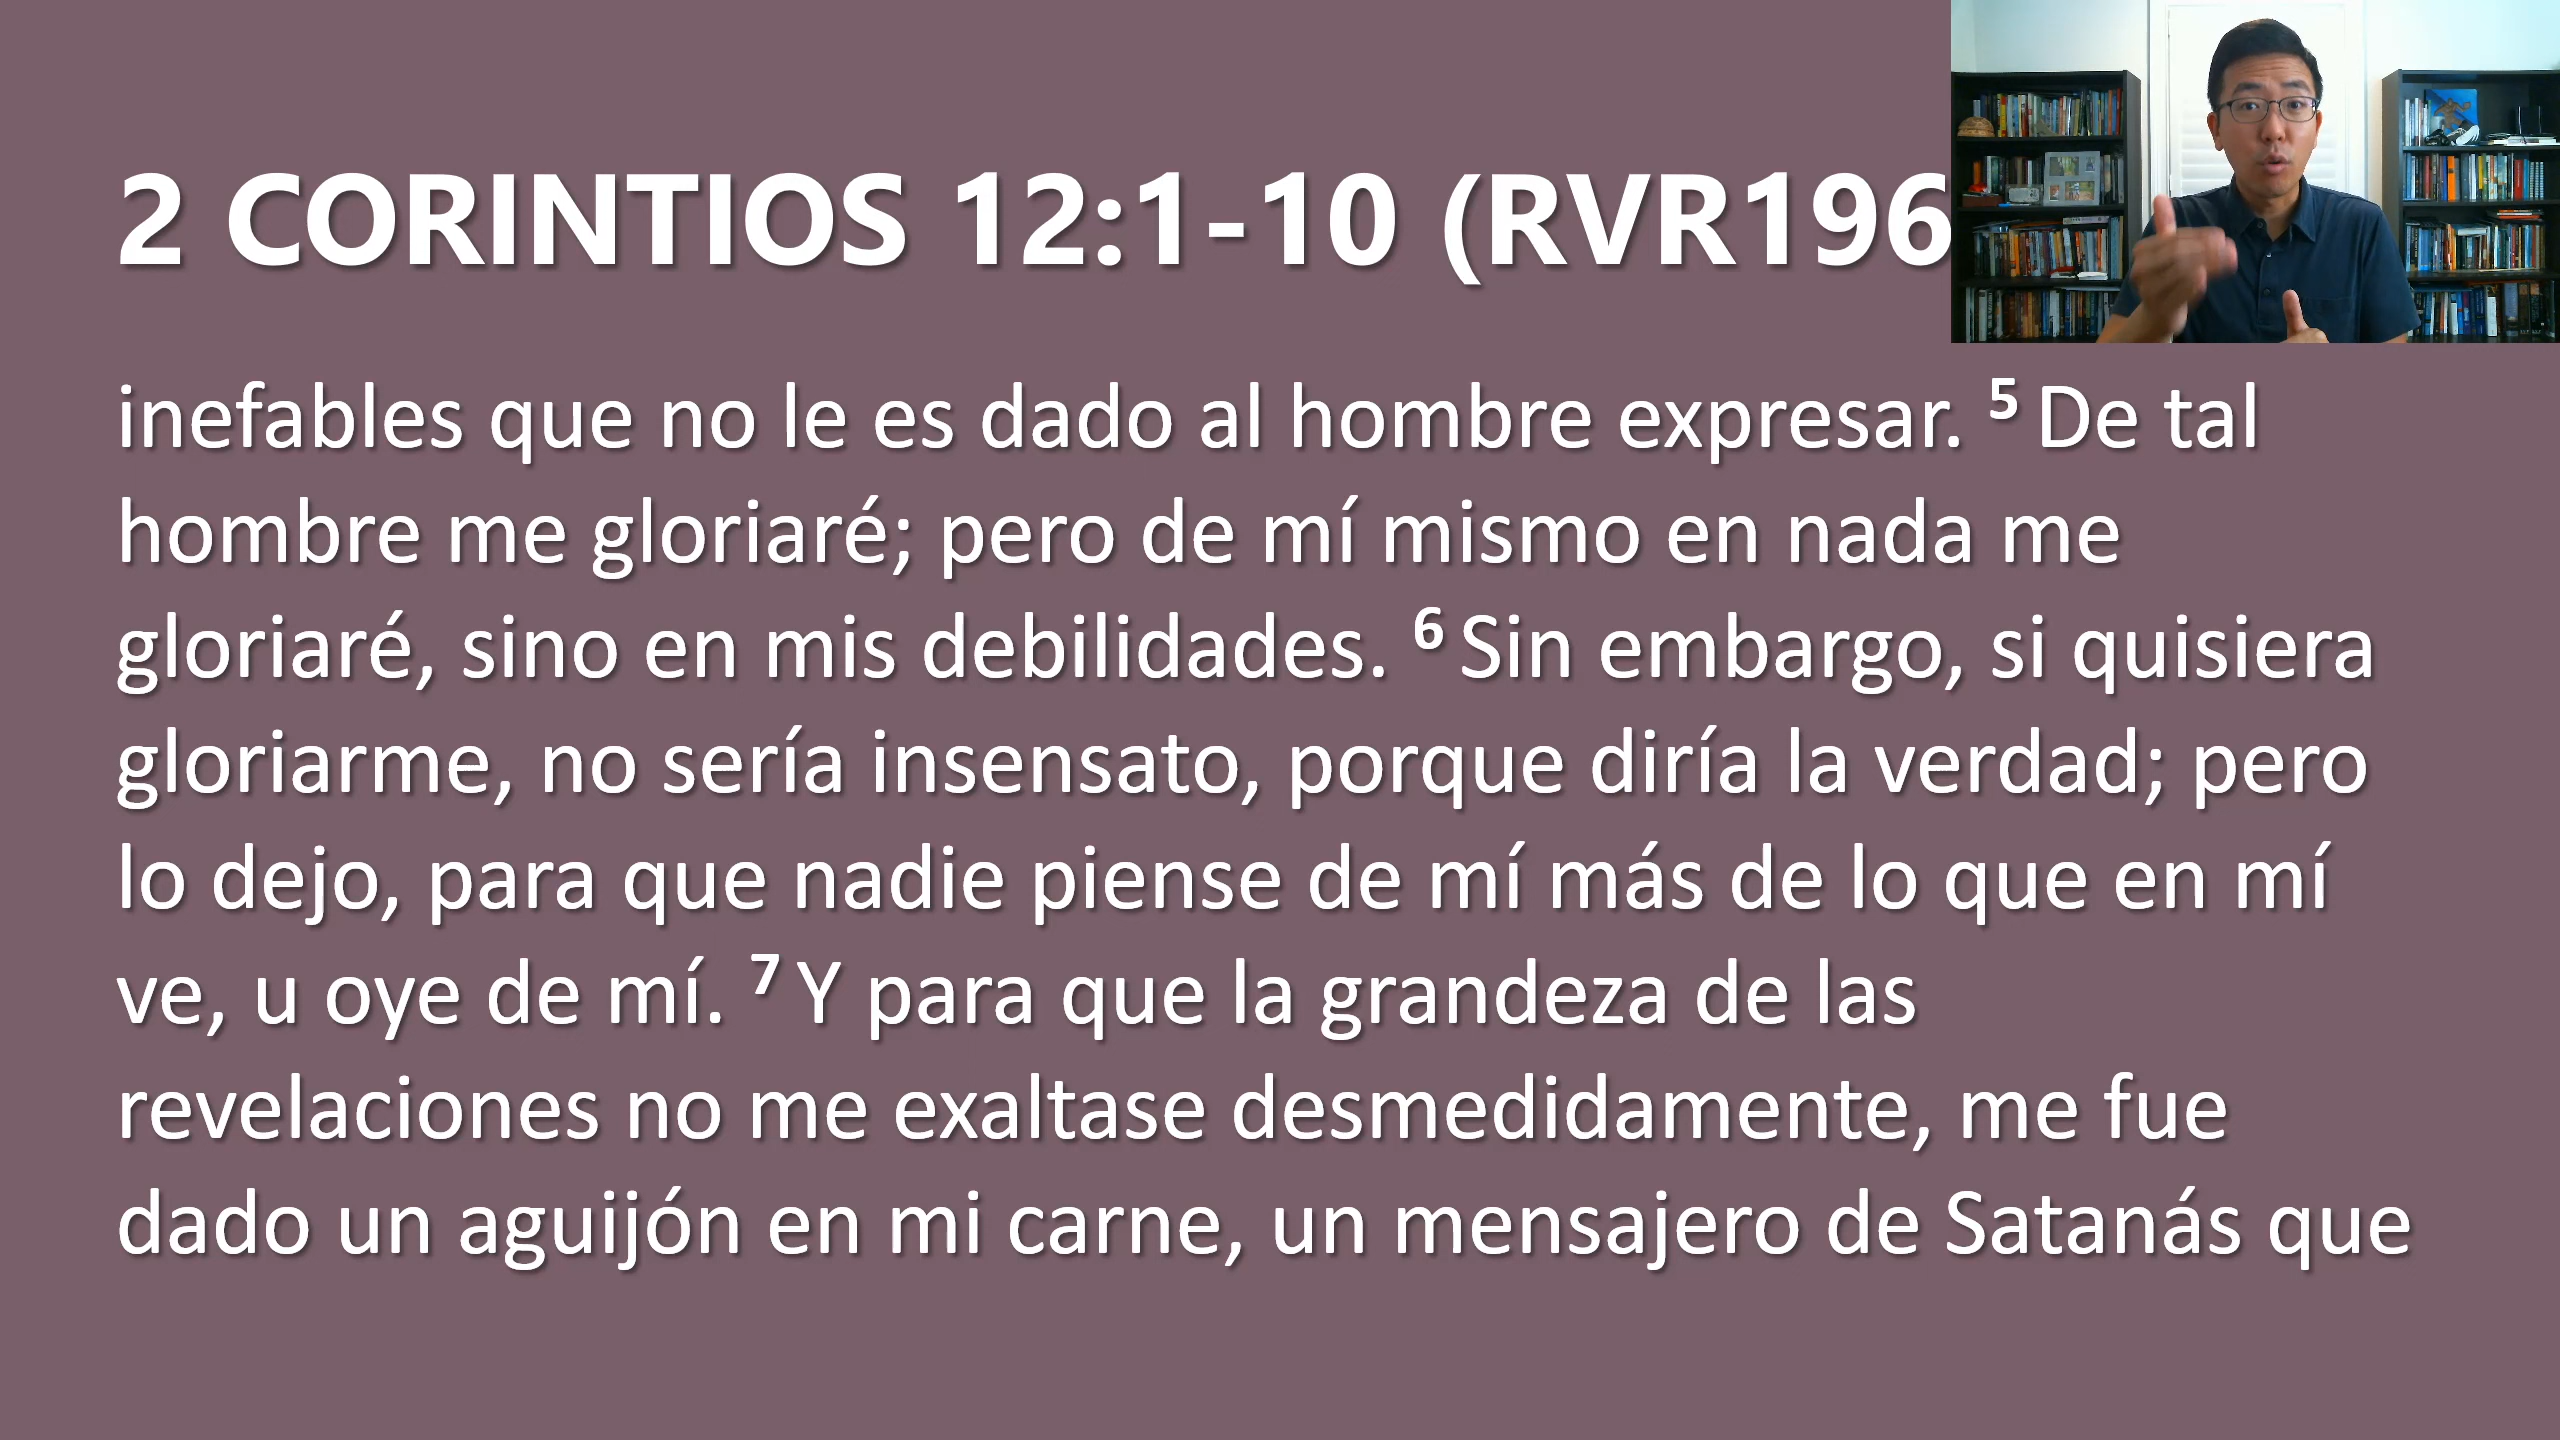 2 CORINTIOS 12:1-10 (RVR196
inefables que no le es dado al hombre expresar. 5 De tal
hombre me gloriaré; pero de mí mismo en nada me
gloriaré, sino en mis debilidades. 6 Sin embargo, si quisiera
gloriarme, no sería insensato, porque diría la verdad; pero
lo dejo, para que nadie piense de mí más de lo que en mí
ve, u oye de mí. 7 Y para que la grandeza de las
revelaciones no me exaltase desmedidamente, me fue
dado un aguijón en mi carne, un mensajero de Satanás que